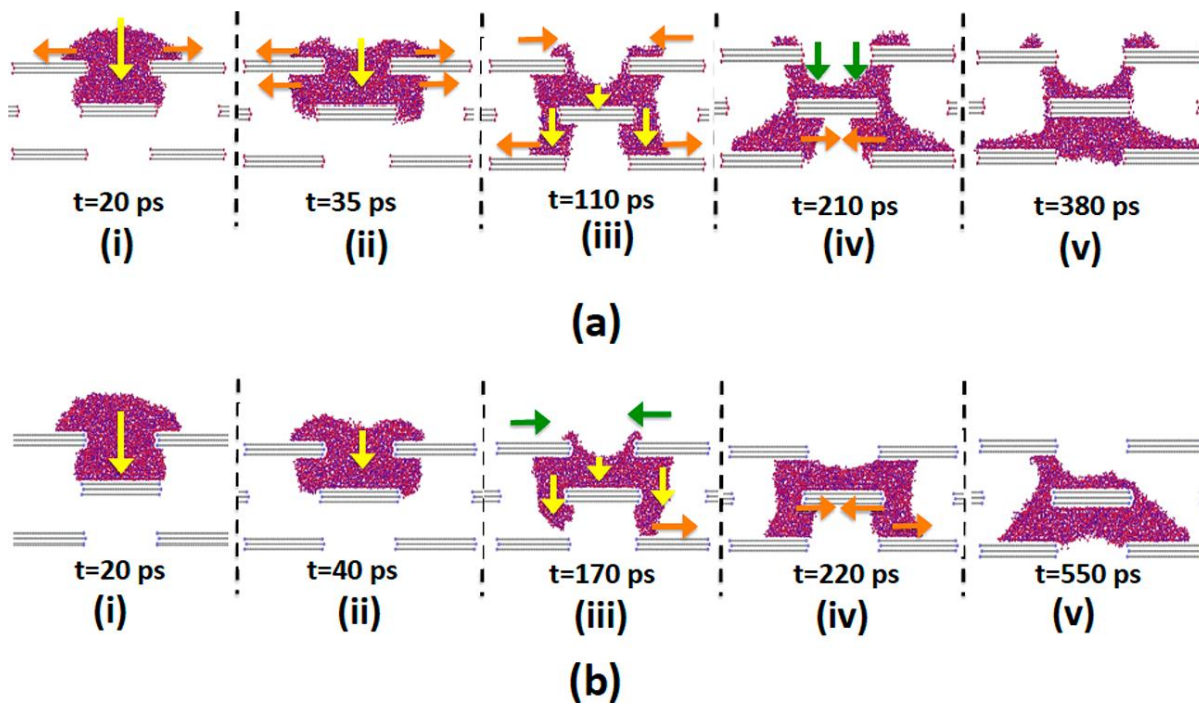 t=20 ps t=35 ps t=110 ps t=210 ps t=380 ps
(i) (ii) (iii) (iv) (v)
(a)
t=20 ps t=40 ps t=170 ps t=220 ps t=550 ps
(i) (ii) (iii) (iv) (v)
(b)